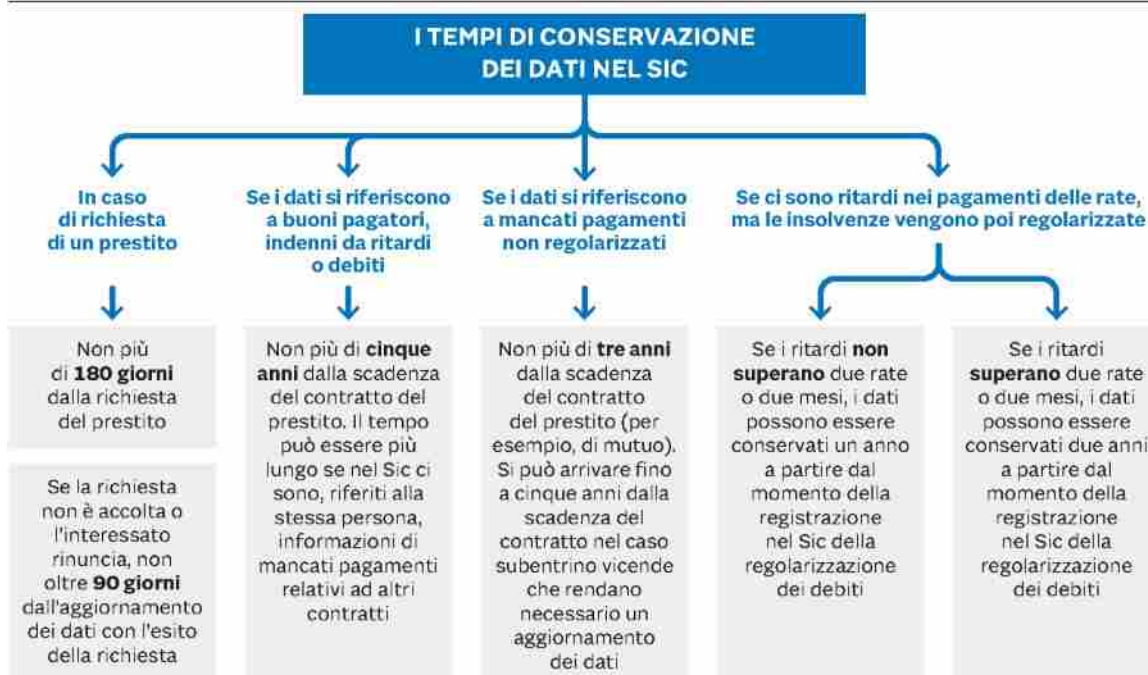 I TEMPI DI CONSERVAZIONE
DEI DATI NEL SIC
In caso
di richiesta
di un prestito
Non più
di 180 giorni
dalla richiesta
del prestito
Se la richiesta
non è accolta o
l'interessato
rinuncia, non
oltre 90 giorni
dall'aggiornamento
dei dati con l'esito
della richiesta
Se i dati si riferiscono
a buoni pagatori,
indenni da ritardi
o debiti
Non più di cinque
anni dalla scadenza
del contratto del
prestito. Il tempo
può essere più
lungo se nel Sic ci
sono, riferiti alla
stessa persona,
informazioni di
mancati pagamenti
relativi ad altri
contratti
Se i dati si riferiscono
a mancati pagamenti
non regolarizzati
Non più di tre anni
dalla scadenza
del contratto
del prestito (per
esempio, di mutuo).
Si può arrivare fino
a cinque anni dalla
scadenza del
contratto nel caso
subentrino vicende
che rendano
necessario un
aggiornamento
dei dati
Se ci sono ritardi nei pagamenti delle rate,
ma le insolvenze vengono poi regolarizzate
Se i ritardi non
superano due rate
o due mesi, i dati
possono essere
conservati un anno
a partire dal
momento della
registrazione
nel Sic della
regolarizzazione
dei debiti
Se i ritardi
superano due rate
o due mesi, i dati
possono essere
conservati due anni
a partire dal
momento della
registrazione
nel Sic della
regolarizzazione
dei debiti